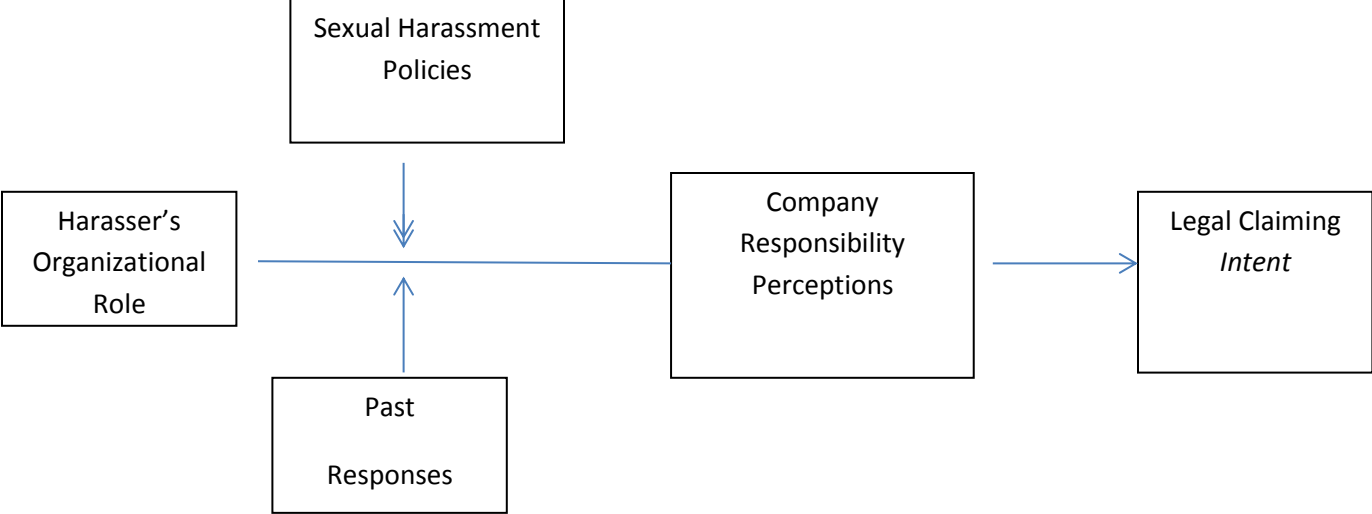 Sexual Harassment
Policies
Harasser’s
Organizational
Role
Company
Responsibility
Perceptions
Legal Claiming
Intent
Past
Responses